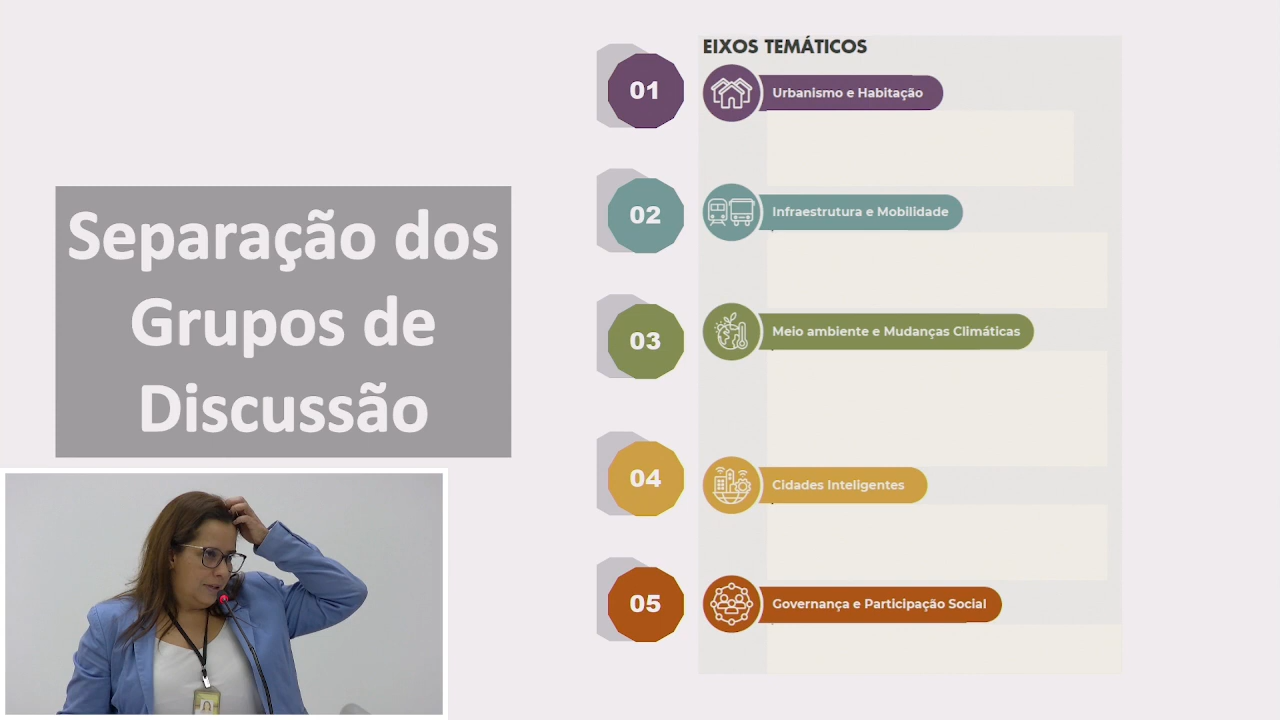 Separação dos
Grupos de
Discussão
EIXOS TEMÁTICOS
01
Urbanismo e Habitação
02
Infraestrutura e Mobilidade
03
Meio ambiente e Mudanças Climáticas
04
Cidades Inteligentes
05
Governança e Participação Social